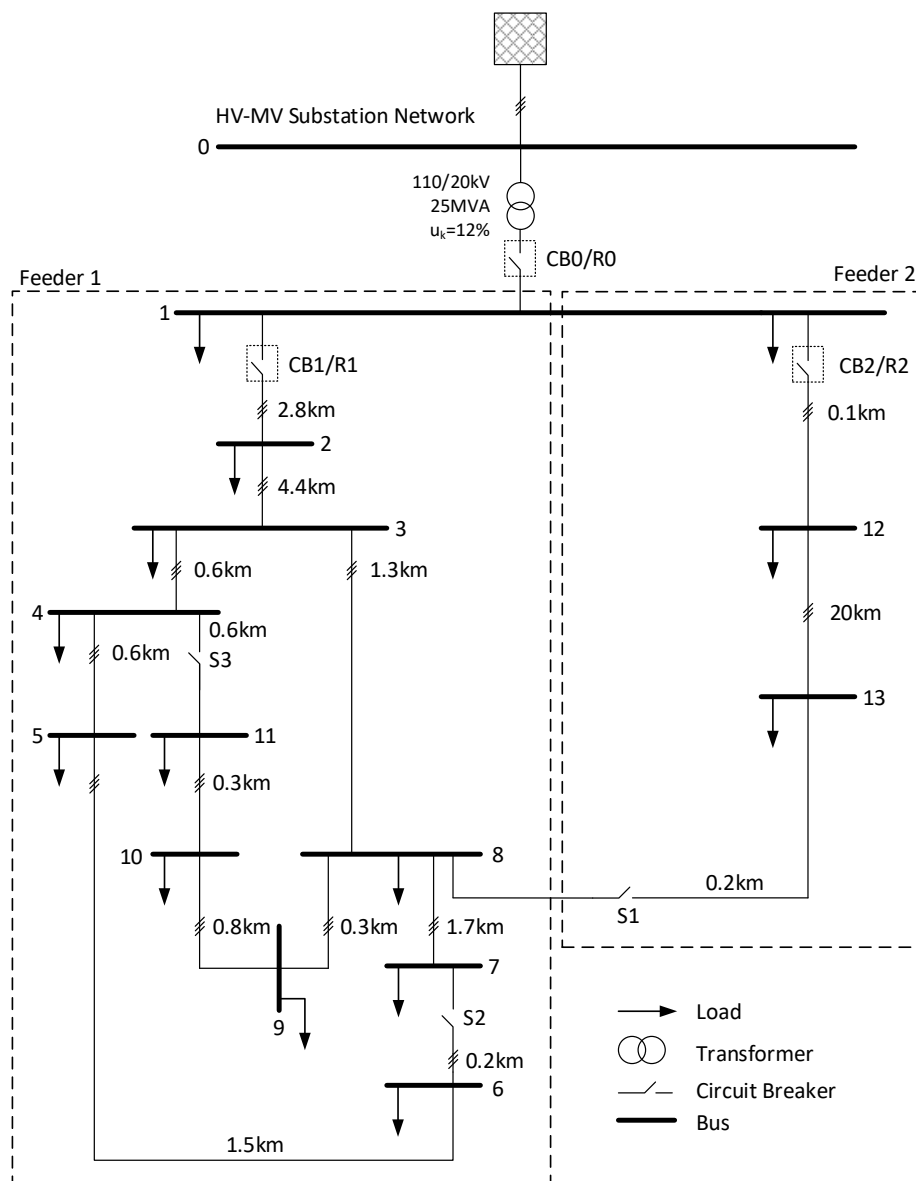 HV-MV Substation Network
0
110/20kV
25MVA
uk=12%
CB0/R0
Feeder 1
Feeder 2
1
CB1/R1
CB2/R2
2.8km
0.1km
2
4.4km
3
12
0.6km
1.3km
4
0.6km
20km
0.6km
S3
13
5
11
0.3km
10
8
0.2km
S1
0.8km
0.3km
1.7km
7
9
S2
Load
0.2km
Transformer
6
Circuit Breaker
Bus
1.5km